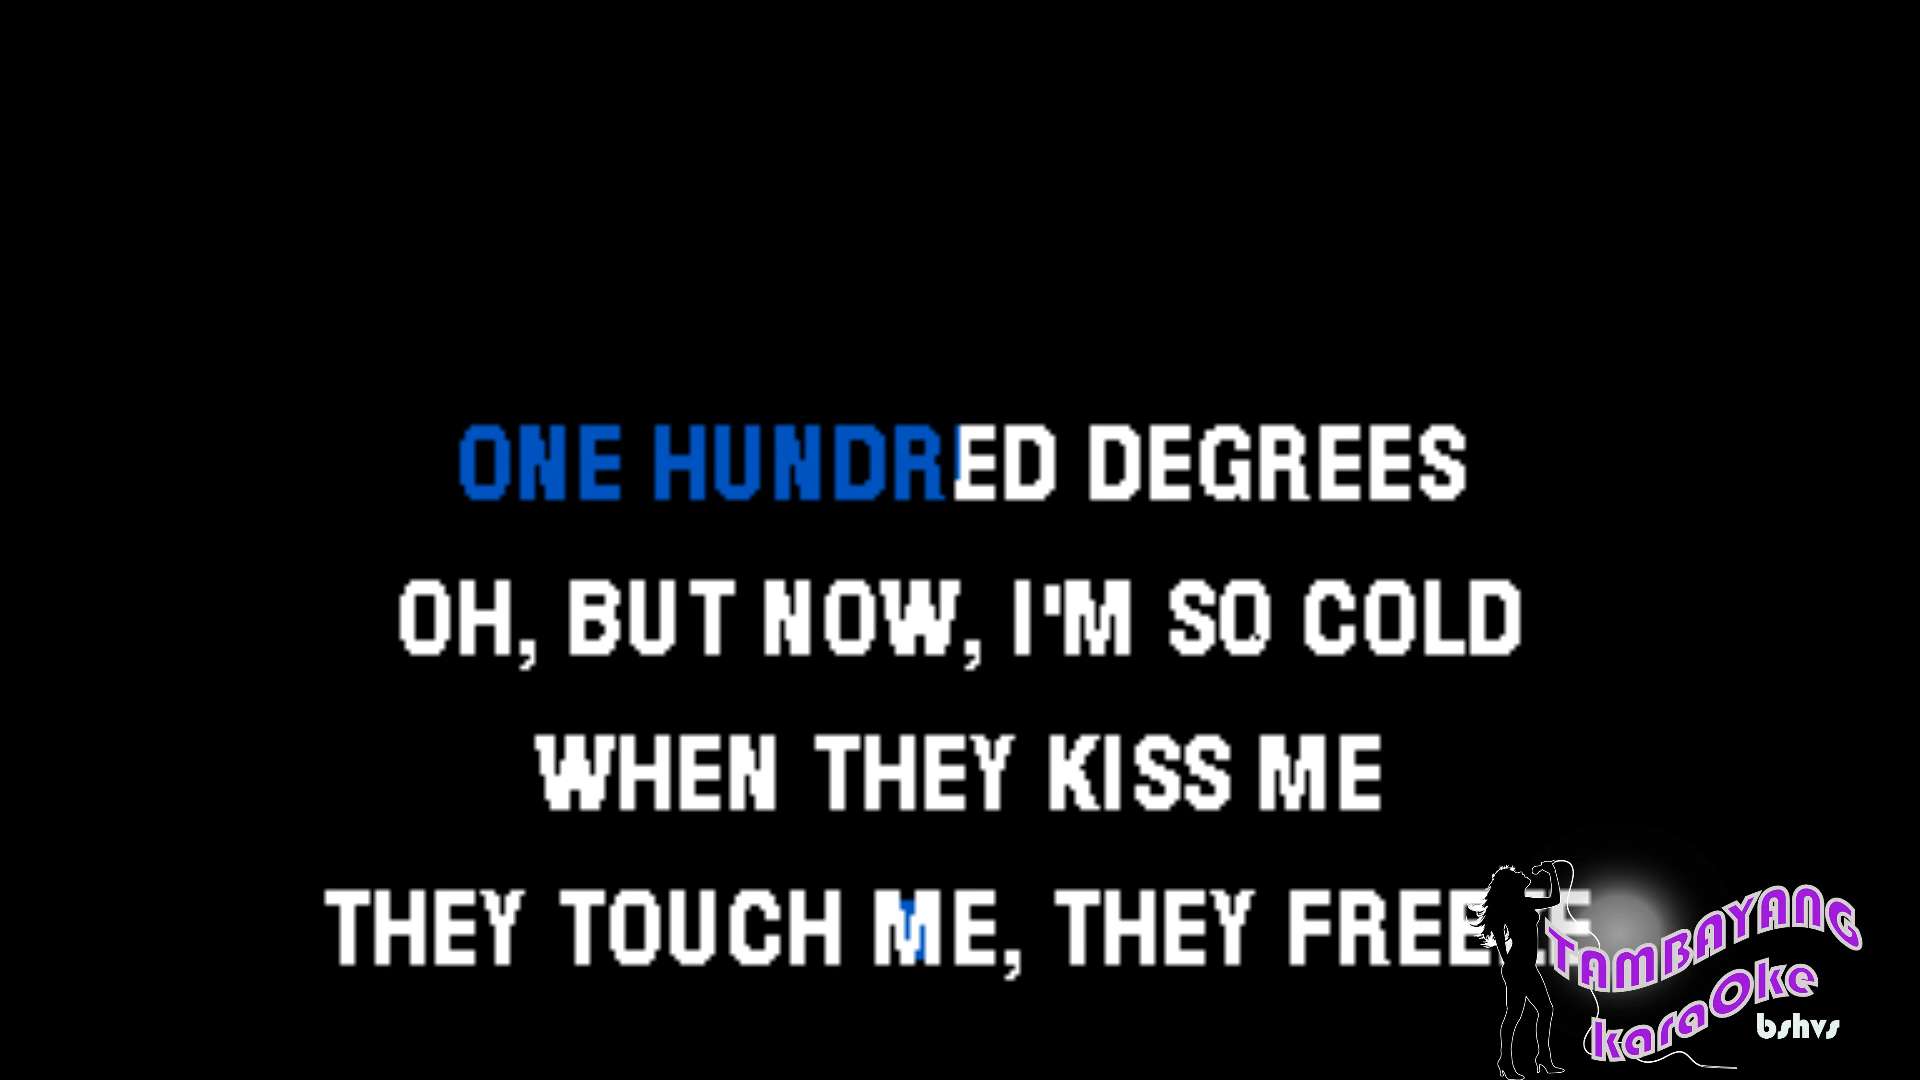 ONE HUNDRED DEGREES
OH, BUT NOW, I'M SO COLD
WHEN THEY KISS ME
THEY TOUCH ME, THEY FREEZE
TAMBAYANG
karaOke
bshvs